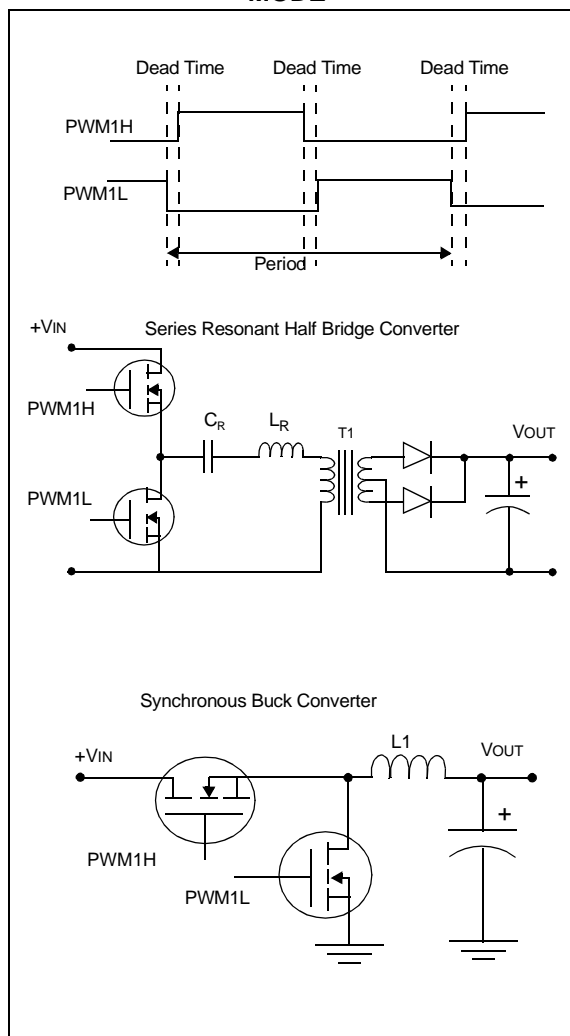 MODE
Dead Time Dead Time Dead Time
PWM1H
PWM1L
Period
+VIN Series Resonant Half Bridge Converter
PWM1H
CR LR T1 VOUT
PWM1L
+
Synchronous Buck Converter
+VIN L1 VOUT
+
PWM1H
PWM1L